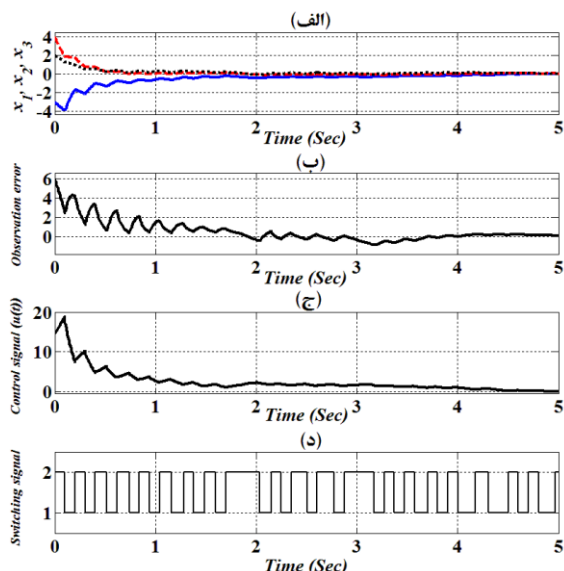 (الف)
x1, x2, x3
4
2
0
-2
-4
0 1 2 3 4 5
Time (Sec)
(ب)
Observation error
6
4
2
0
0 1 2 3 4 5
Time (Sec)
(ج)
Control signal (u(t))
20
10
0
0 1 2 3 4 5
Time (Sec)
(د)
Switching signal
2
1
0 1 2 3 4 5
Time (Sec)